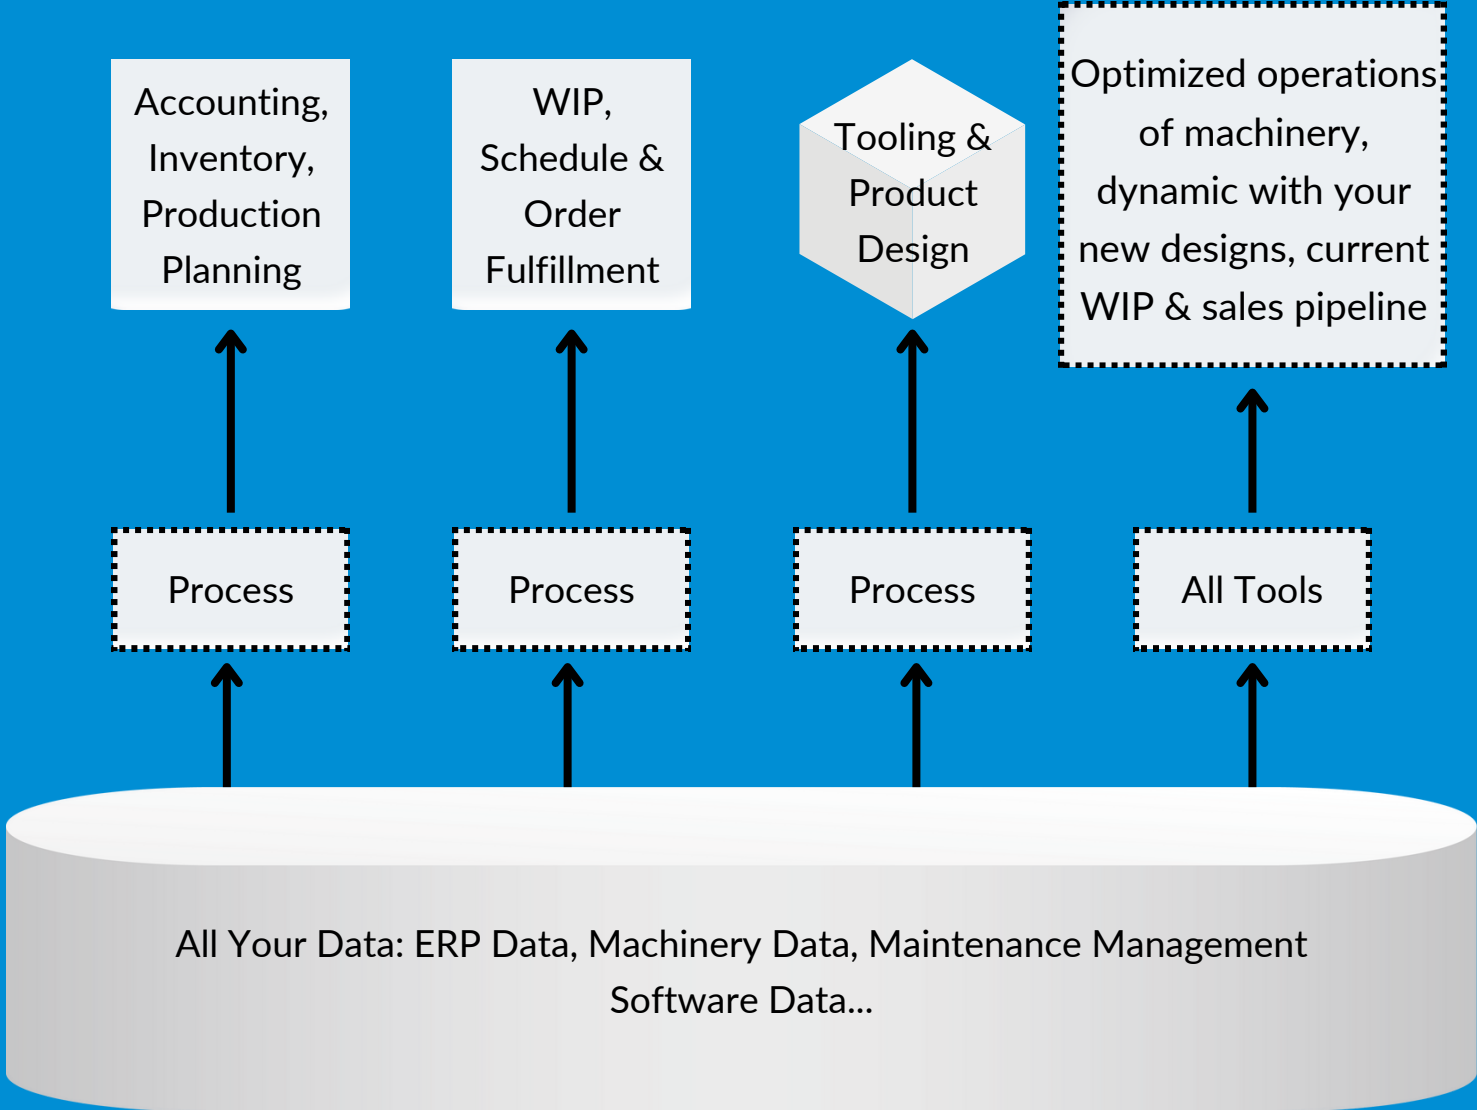 Accounting,
Inventory,
Production
Planning
WIP,
Schedule &
Order
Fulfillment
Tooling &
Product
Design
Optimized operations
of machinery,
dynamic with your
new designs, current
WIP & sales pipeline
Process
Process
Process
All Tools
All Your Data: ERP Data, Machinery Data, Maintenance Management
Software Data...